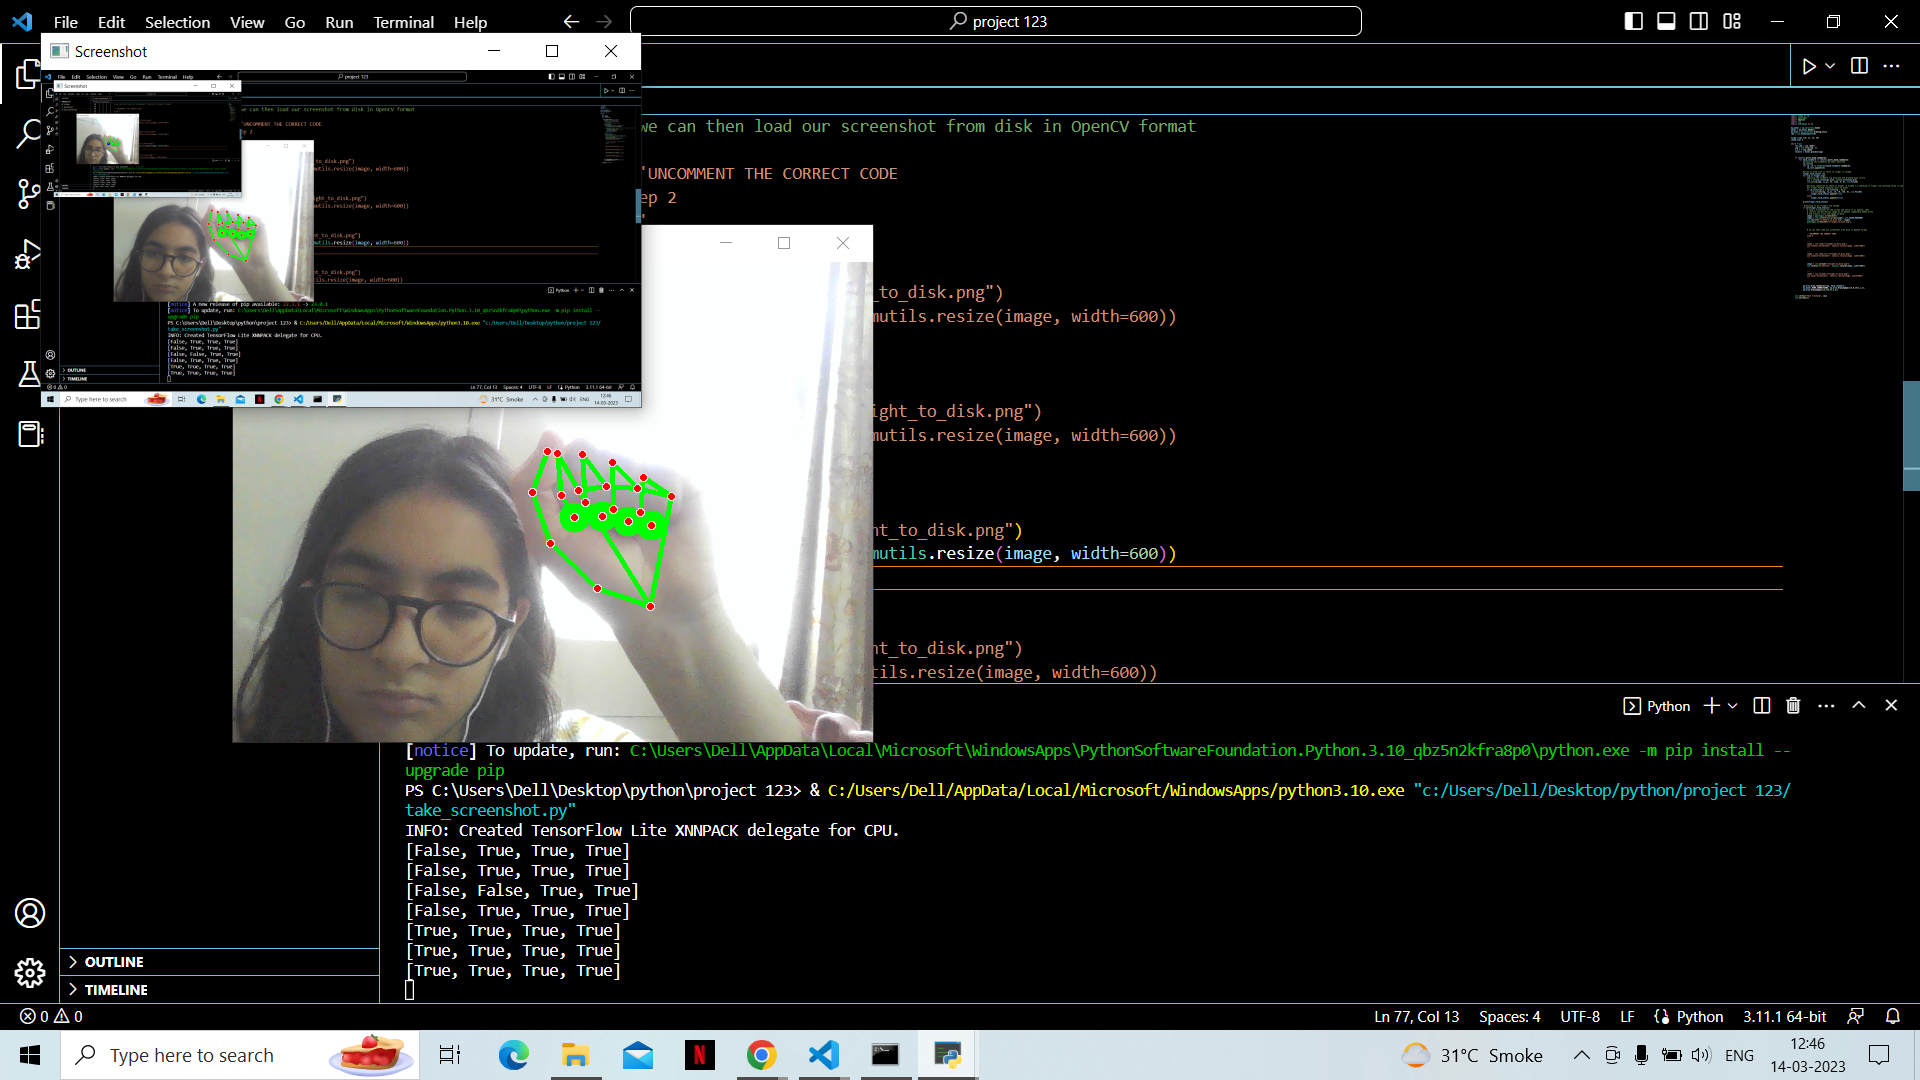 File Edit Selection View Go Run Terminal Help
project 123
Screenshot
we can then load our screenshot from disk in OpenCV format
'UNCOMMENT THE CORRECT CODE
ep 2
'
_to_disk.png")
mutils.resize(image, width=600))
ight_to_disk.png")
mutils.resize(image, width=600))
ht_to_disk.png")
mutils.resize(image, width=600))
ht_to_disk.png")
tils.resize(image, width=600))
Python
[notice] To update, run: C:\Users\Dell\AppData\Local\Microsoft\WindowsApps\PythonSoftwareFoundation.Python.3.10_qbz5n2kfra8p0\python.exe -m pip install --
upgrade pip
PS C:\Users\Dell\Desktop\python\project 123> & C:/Users/Dell/AppData/Local/Microsoft/WindowsApps/python3.10.exe "c:/Users/Dell/Desktop/python/project 123/
take_screenshot.py"
INFO: Created TensorFlow Lite XNNPACK delegate for CPU.
[False, True, True, True]
[False, True, True, True]
[False, False, True, True]
[False, True, True, True]
[True, True, True, True]
[True, True, True, True]
[True, True, True, True]
OUTLINE
TIMELINE
0 0
Ln 77, Col 13 Spaces: 4 UTF-8 LF Python 3.11.1 64-bit
Type here to search
31°C Smoke
ENG
12:46
14-03-2023